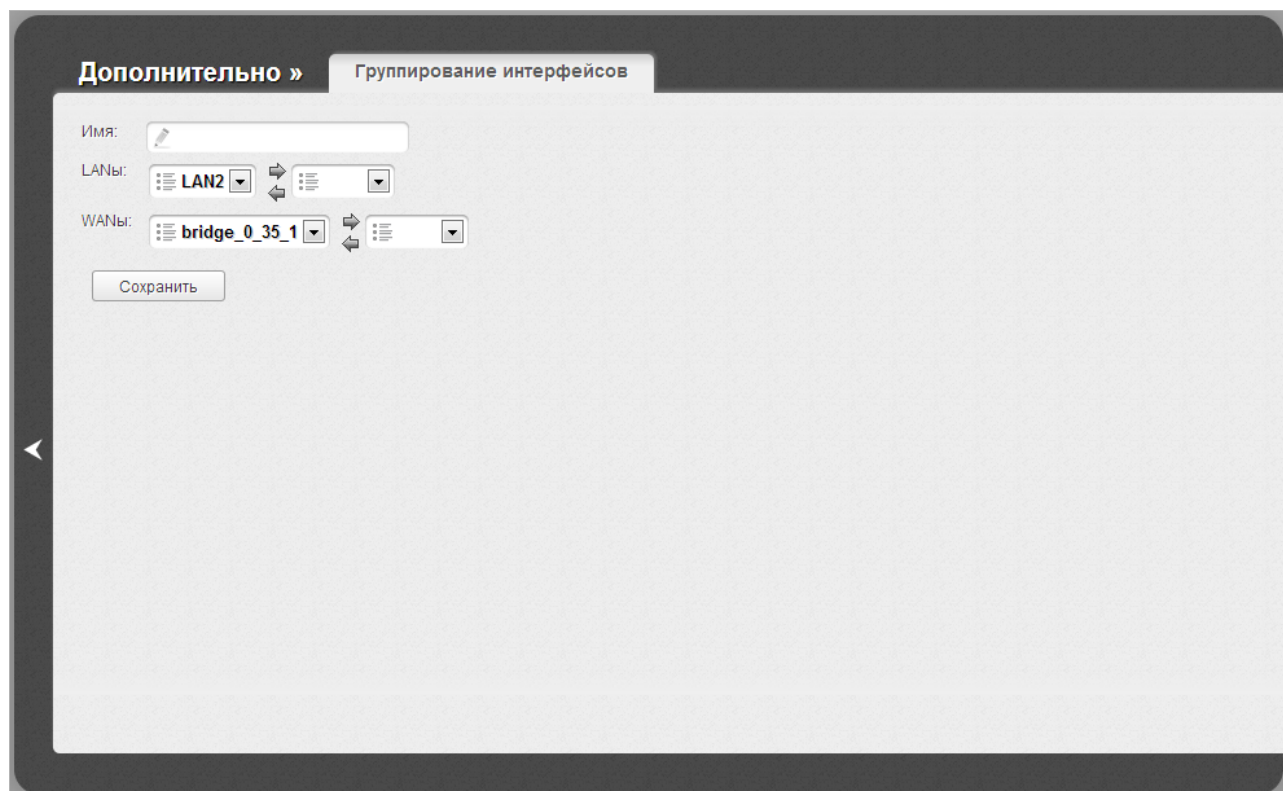 Дополнительно »
Группирование интерфейсов
Имя:
LANы: LAN2
WANы: bridge_0_35_1
Сохранить